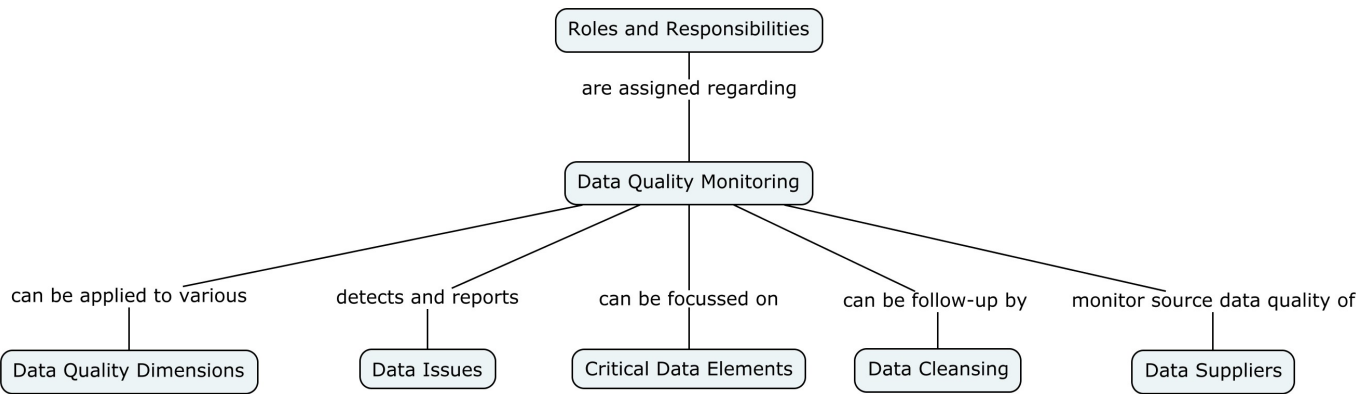 Roles and Responsibilities
are assigned regarding
Data Quality Monitoring
can be applied to various
detects and reports
can be focussed on
can be follow-up by
monitor source data quality of
Data Quality Dimensions
Data Issues
Critical Data Elements
Data Cleansing
Data Suppliers